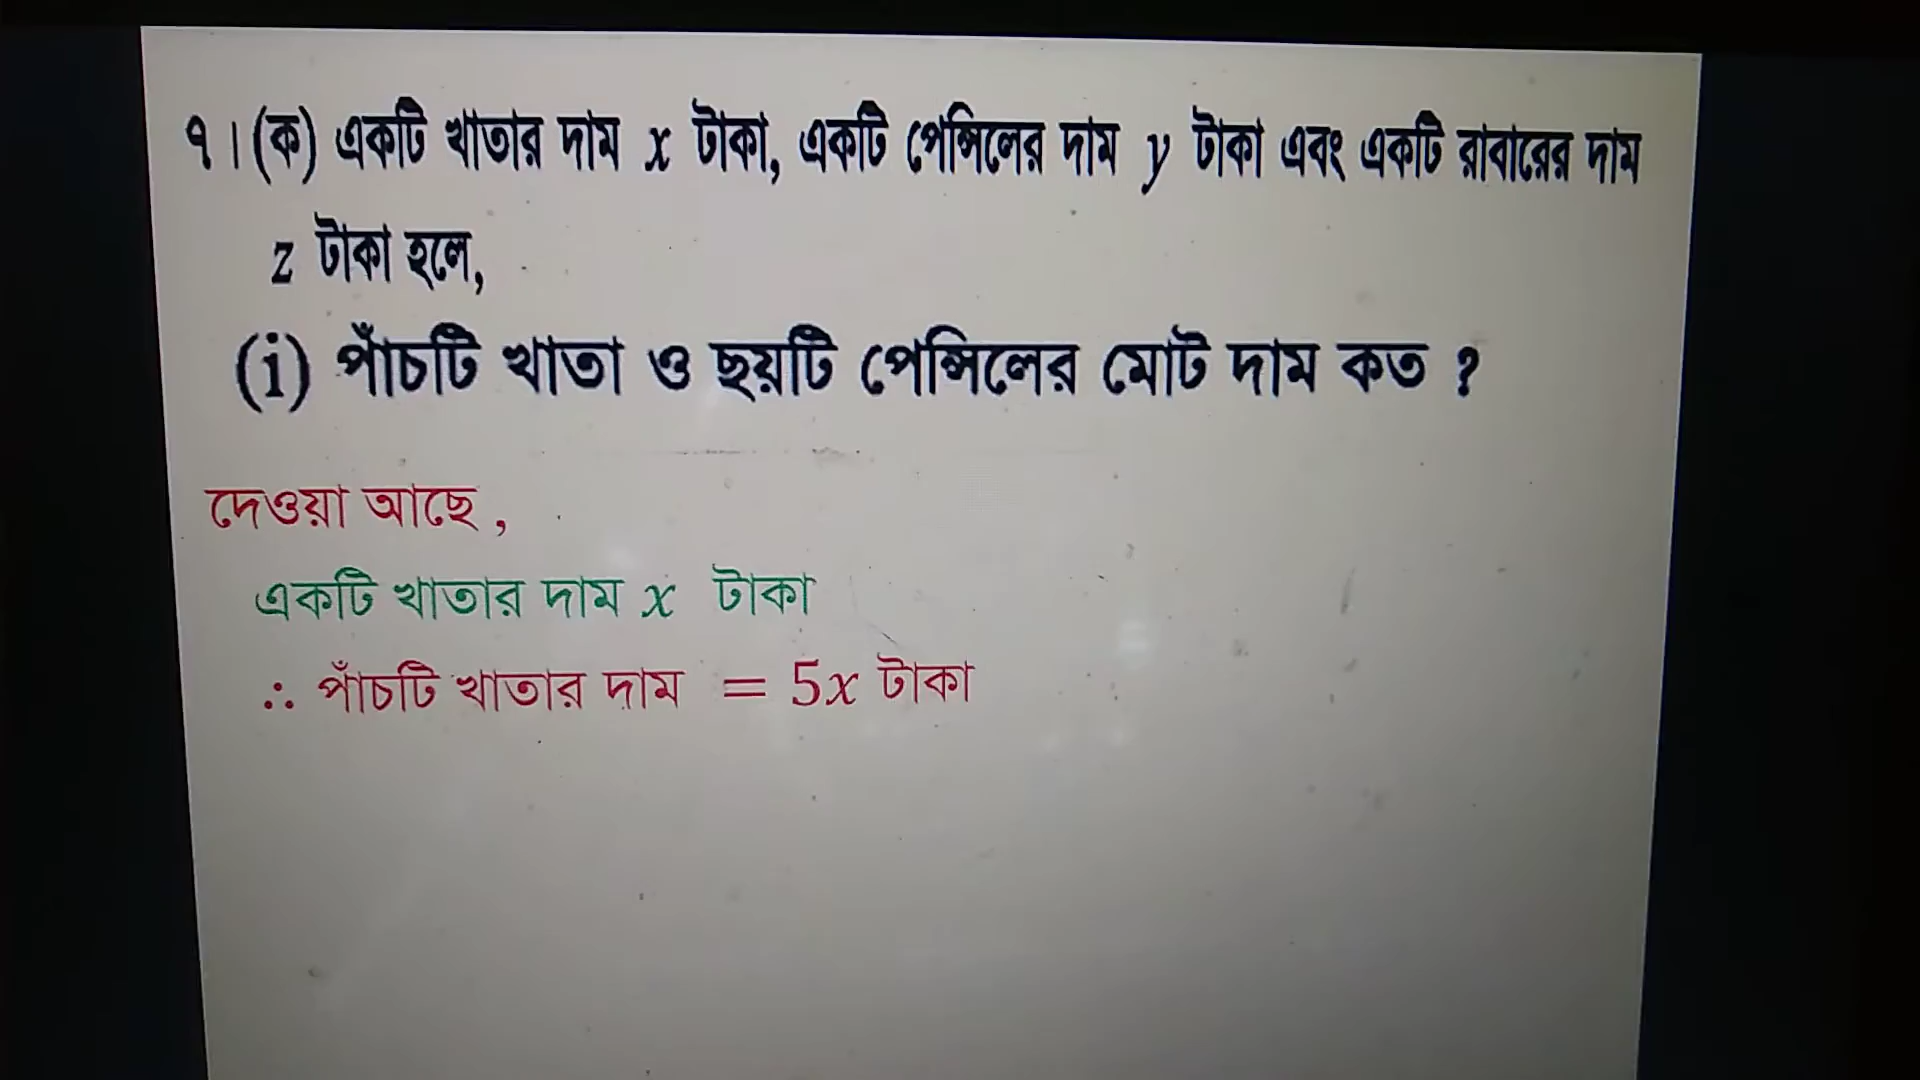 ৭। (ক) একটি খাতার দাম x টাকা, একটি পেন্সিলের দাম y টাকা এবং একটি রাবারের দাম
z টাকা হলে,
(i) পাঁচটি খাতা ও ছয়টি পেন্সিলের মোট দাম কত ?
দেওয়া আছে ,
একটি খাতার দাম x টাকা
∴ পাঁচটি খাতার দাম = 5x টাকা